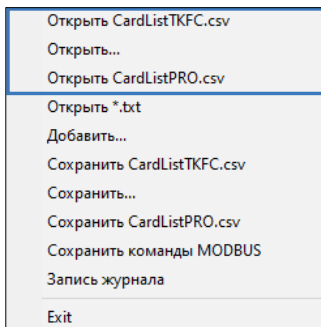 Открыть CardListTKFC.csv
Открыть...
Открыть CardListPRO.csv
Открыть *.txt
Добавить...
Сохранить CardListTKFC.csv
Сохранить...
Сохранить CardListPRO.csv
Сохранить команды MODBUS
Запись журнала
Exit